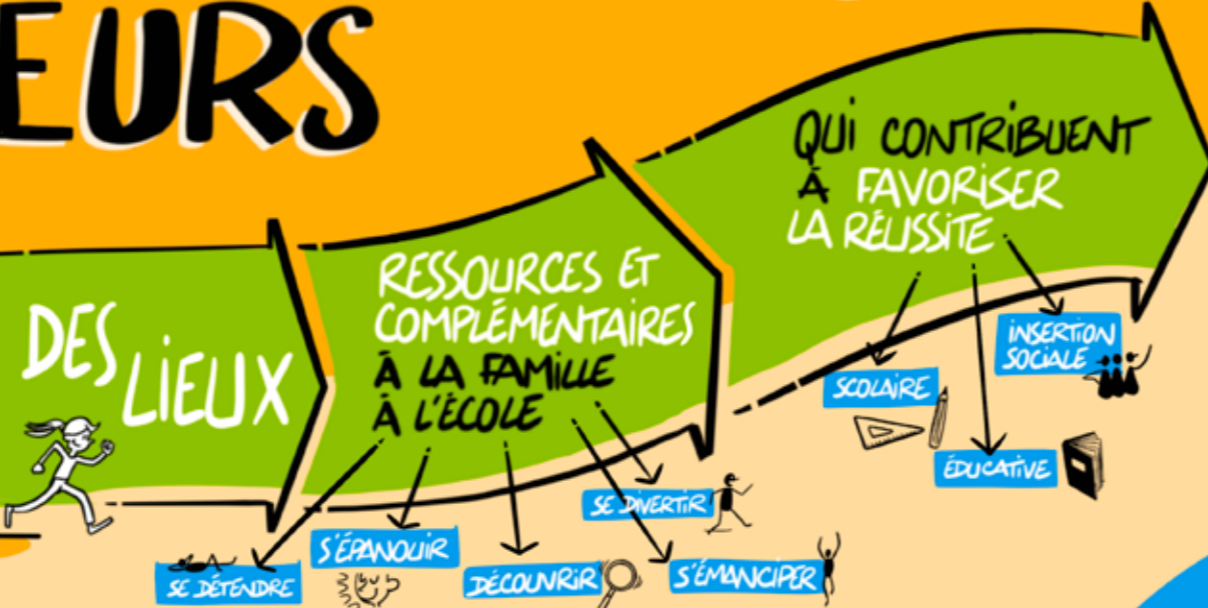 EURS
DES
LIEUX
RESSOURCES ET
COMPLÉMENTAIRES
À LA FAMILLE
À L'ÉCOLE
SE DÉTENDRE
S'ÉPANOUIR
DÉCOUVRIR
SE DIVERTIR
S'ÉMANCIPER
QUI CONTRIBUENT
À FAVORISER
LA RÉUSSITE
SCOLAIRE
ÉDUCATIVE
INSERTION
SOCIALE